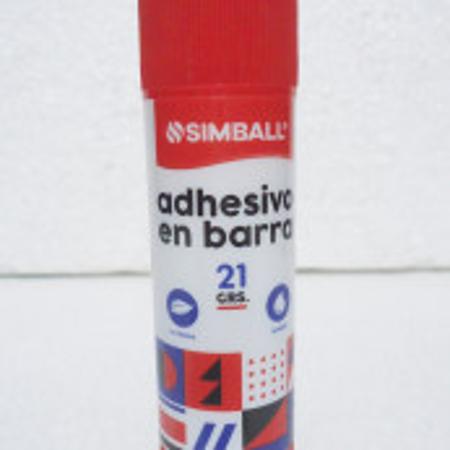 SIMBALL
adhesivo
en barra
21
GRS.